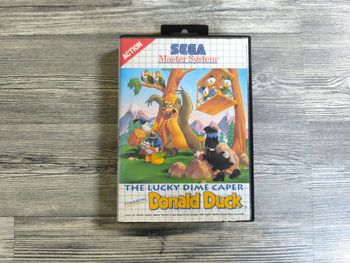 ACTION
SEGA
Master System
THE LUCKY DIME CAPER
STARRING Donald Duck